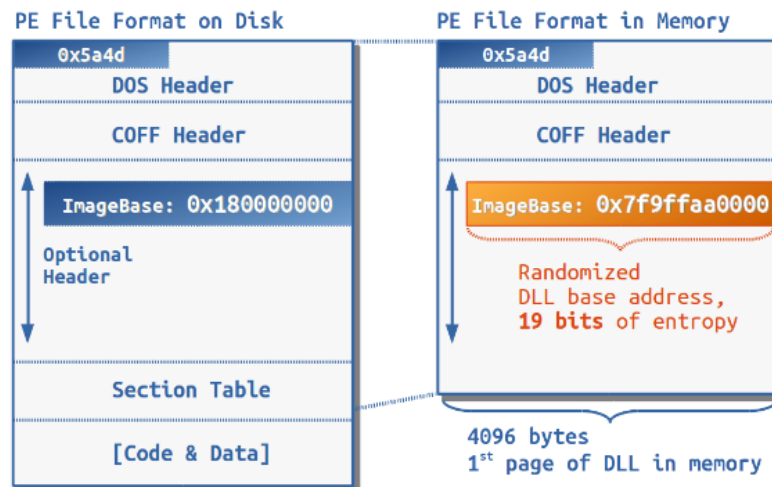 PE File Format on Disk
0x5a4d
DOS Header
COFF Header
ImageBase: 0x180000000
Optional
Header
Section Table
[Code & Data]
PE File Format in Memory
0x5a4d
DOS Header
COFF Header
ImageBase: 0x7f9ffaa0000
Randomized
DLL base address,
19 bits of entropy
4096 bytes
1st page of DLL in memory